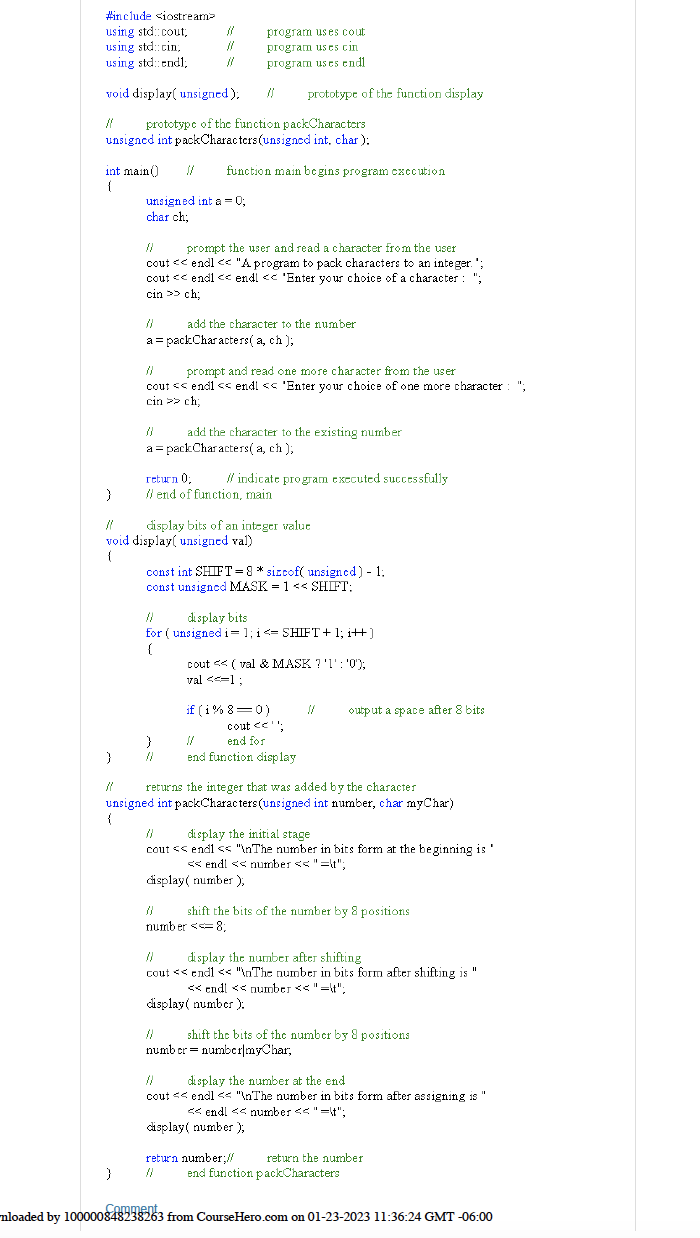 #include <iostream>
using std::cout; // program uses cout
using std::cin; // program uses cin
using std::endl; // program uses endl
void display( unsigned ); // prototype of the function display
// prototype of the function packCharacters
unsigned int packCharacters(unsigned int, char );
int main() // function main begins program execution
{
unsigned int a = 0;
char ch;
// prompt the user and read a character from the user
cout << endl << "A program to pack characters to an integer.";
cout << endl << endl << "Enter your choice of a character : ";
cin >> ch;
// add the character to the number
a = packCharacters( a, ch );
// prompt and read one more character from the user
cout << endl << endl << "Enter your choice of one more character : ";
cin >> ch;
// add the character to the existing number
a = packCharacters( a, ch );
return 0; // indicate program executed successfully
} // end of function, main
// display bits of an integer value
void display( unsigned val)
{
const int SHIFT = 8 * sizeof( unsigned ) - 1;
const unsigned MASK = 1 << SHIFT;
// display bits
for ( unsigned i = 1; i <= SHIFT + 1; i++ )
{
cout << ( val & MASK ? '1' : '0');
val <<=1 ;
if ( i % 8 == 0 ) // output a space after 8 bits
cout << ' ';
} // end for
} // end function display
// returns the integer that was added by the character
unsigned int packCharacters(unsigned int number, char myChar)
{
// display the initial stage
cout << endl << "\nThe number in bits form at the beginning is "
<< endl << number << " =\t";
display( number );
// shift the bits of the number by 8 positions
number <<= 8;
// display the number after shifting
cout << endl << "\nThe number in bits form after shifting is "
<< endl << number << " =\t";
display( number );
// shift the bits of the number by 8 positions
number = number|myChar;
// display the number at the end
cout << endl << "\nThe number in bits form after assigning is "
<< endl << number << " =\t";
display( number );
return number;// return the number
} // end function packCharacters
Comment
nloaded by 100000848238263 from CourseHero.com on 01-23-2023 11:36:24 GMT -06:00